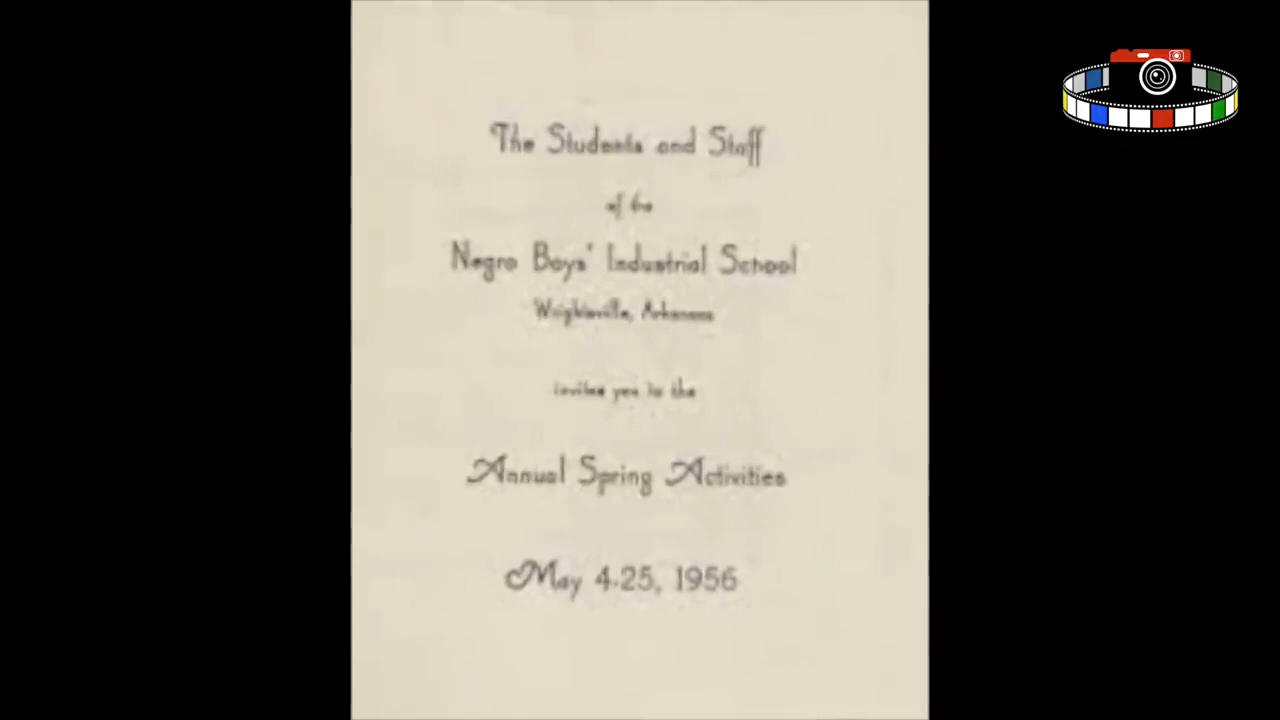 The Students and Staff
of the
Negro Boys' Industrial School
Wrightsville, Arkansas
invites you to the
Annual Spring Activities
May 4-25, 1956